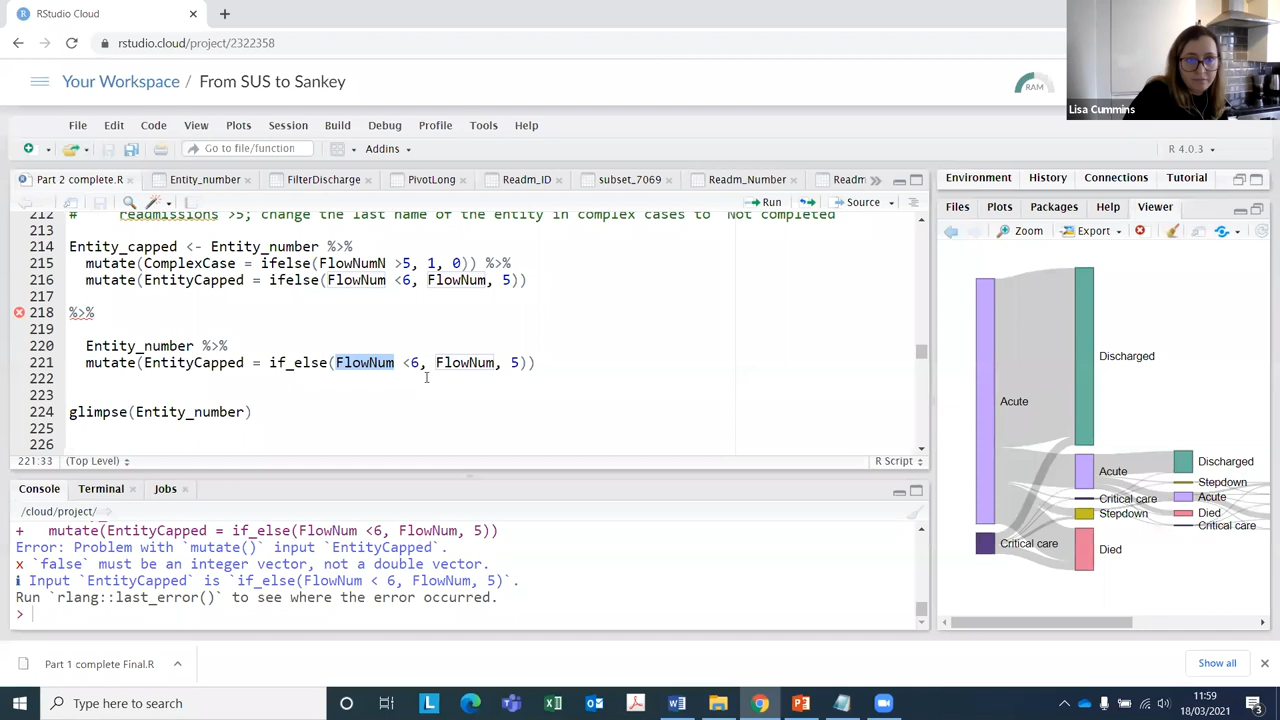 RStudio Cloud
rstudio.cloud/project/2322358
Your Workspace / From SUS to Sankey
RAM
Lisa Cummins
File Edit Code View Plots Session Build Debug Profile Tools Help
Go to file/function
Addins
R 4.0.3
Part 2 complete.R
Entity_number
FilterDischarge
PivotLong
Readm_ID
subset_7069
Readm_Number
Readm
Run
Source
212 # readmissions >5; change the last name of the entity in complex cases to "Not completed"
213
214 Entity_capped <- Entity_number %>%
215 mutate(ComplexCase = ifelse(FlowNumN >5, 1, 0)) %>%
216 mutate(EntityCapped = ifelse(FlowNum <6, FlowNum, 5))
217
218 %>%
219
220 Entity_number %>%
221 mutate(EntityCapped = if_else(FlowNum <6, FlowNum, 5))
222
223
224 glimpse(Entity_number)
225
226
221:33 (Top Level) R Script
Console Terminal Jobs
/cloud/project/
+ mutate(EntityCapped = if_else(FlowNum <6, FlowNum, 5))
Error: Problem with `mutate()` input `EntityCapped`.
x `false` must be an integer vector, not a double vector.
i Input `EntityCapped` is `if_else(FlowNum < 6, FlowNum, 5)`.
Run `rlang::last_error()` to see where the error occurred.
>
Environment History Connections Tutorial
Files Plots Packages Help Viewer
Zoom Export
Acute
Critical care
Discharged
Acute
Critical care
Stepdown
Died
Discharged
Stepdown
Acute
Died
Critical care
Part 1 complete Final.R
Show all
Type here to search
11:59
18/03/2021
3